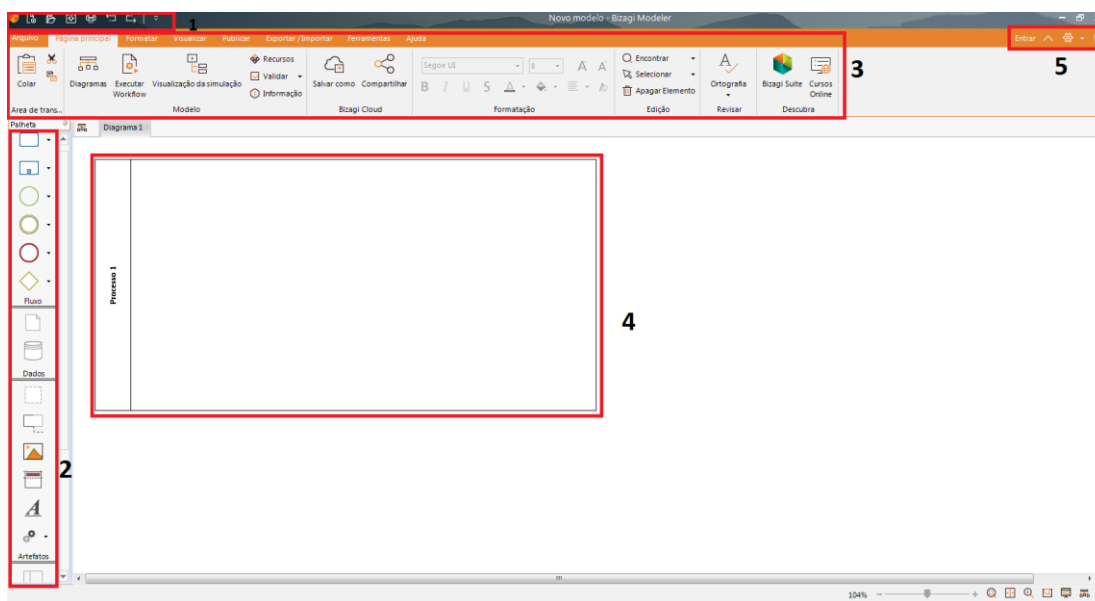 Novo modelo - Bizagi Modeler
1
Arquivo Página principal Formatar Visualizar Publicar Exportar /Importar Ferramentas Ajuda Entrar
5
Colar Diagramas Executar Workflow Visualização da simulação Recursos Validar Informação Salvar como Compartilhar
Segoe UI 8 A A
B I U S A
Encontrar
Selecionar
Apagar Elemento
Ortografia Bizagi Suite Cursos Online
3
Area de trans... Modelo Bizagi Cloud Formatação Edição Revisar Descubra
Palheta Diagrama 1
Processo 1
4
Fluxo
Dados
2
A
Artefatos
104%